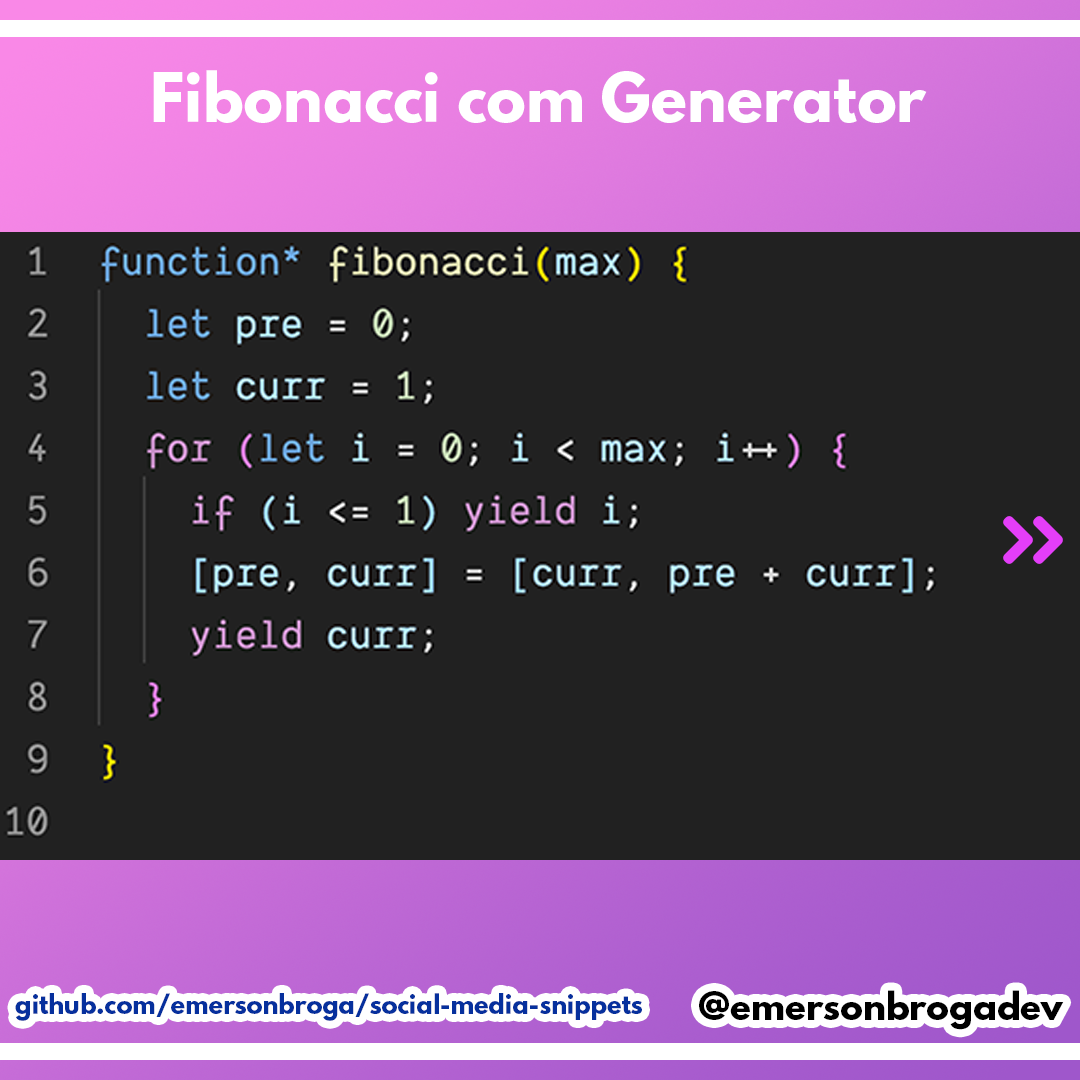 Fibonacci com Generator
1 function* fibonacci(max) {
2 let pre = 0;
3 let curr = 1;
4 for (let i = 0; i < max; i++) {
5 if (i <= 1) yield i;
6 [pre, curr] = [curr, pre + curr];
7 yield curr;
8 }
9 }
10
github.com/emersonbroga/social-media-snippets
@emersonbrogadev